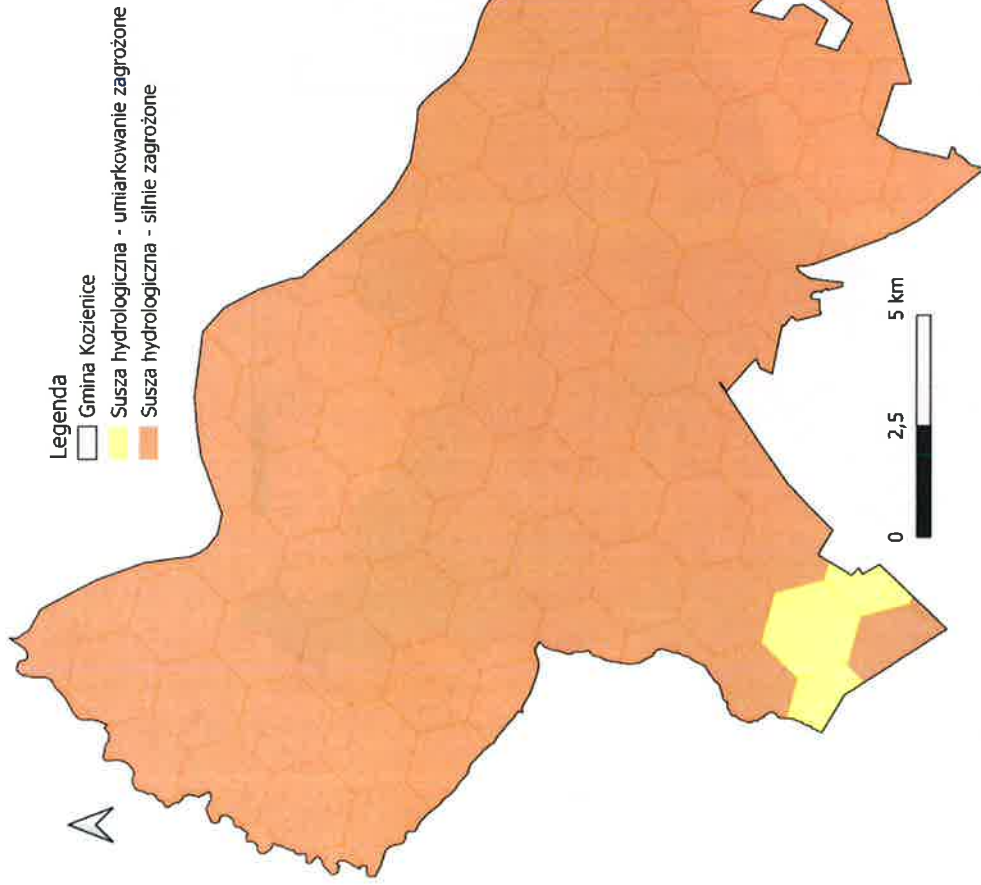 Legenda
Gmina Kozienice
Susza hydrologiczna - umiarkowanie zagrożone
Susza hydrologiczna - silnie zagrożone
0 2,5 5 km